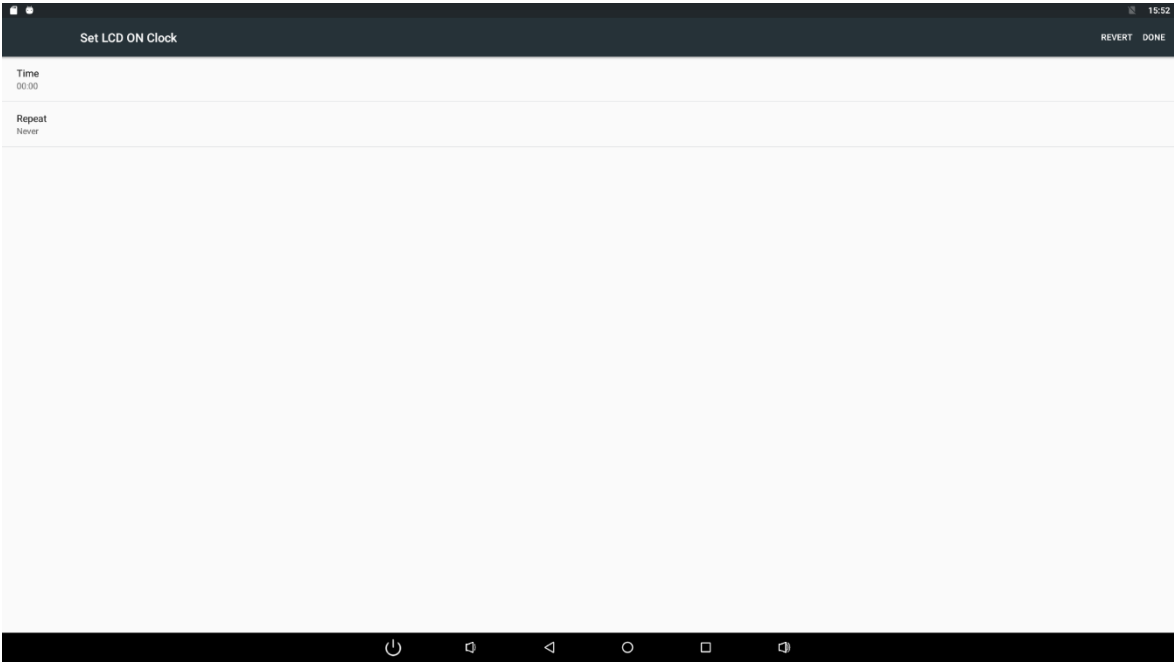 15:52
Set LCD ON Clock
REVERT DONE
Time
00:00
Repeat
Never